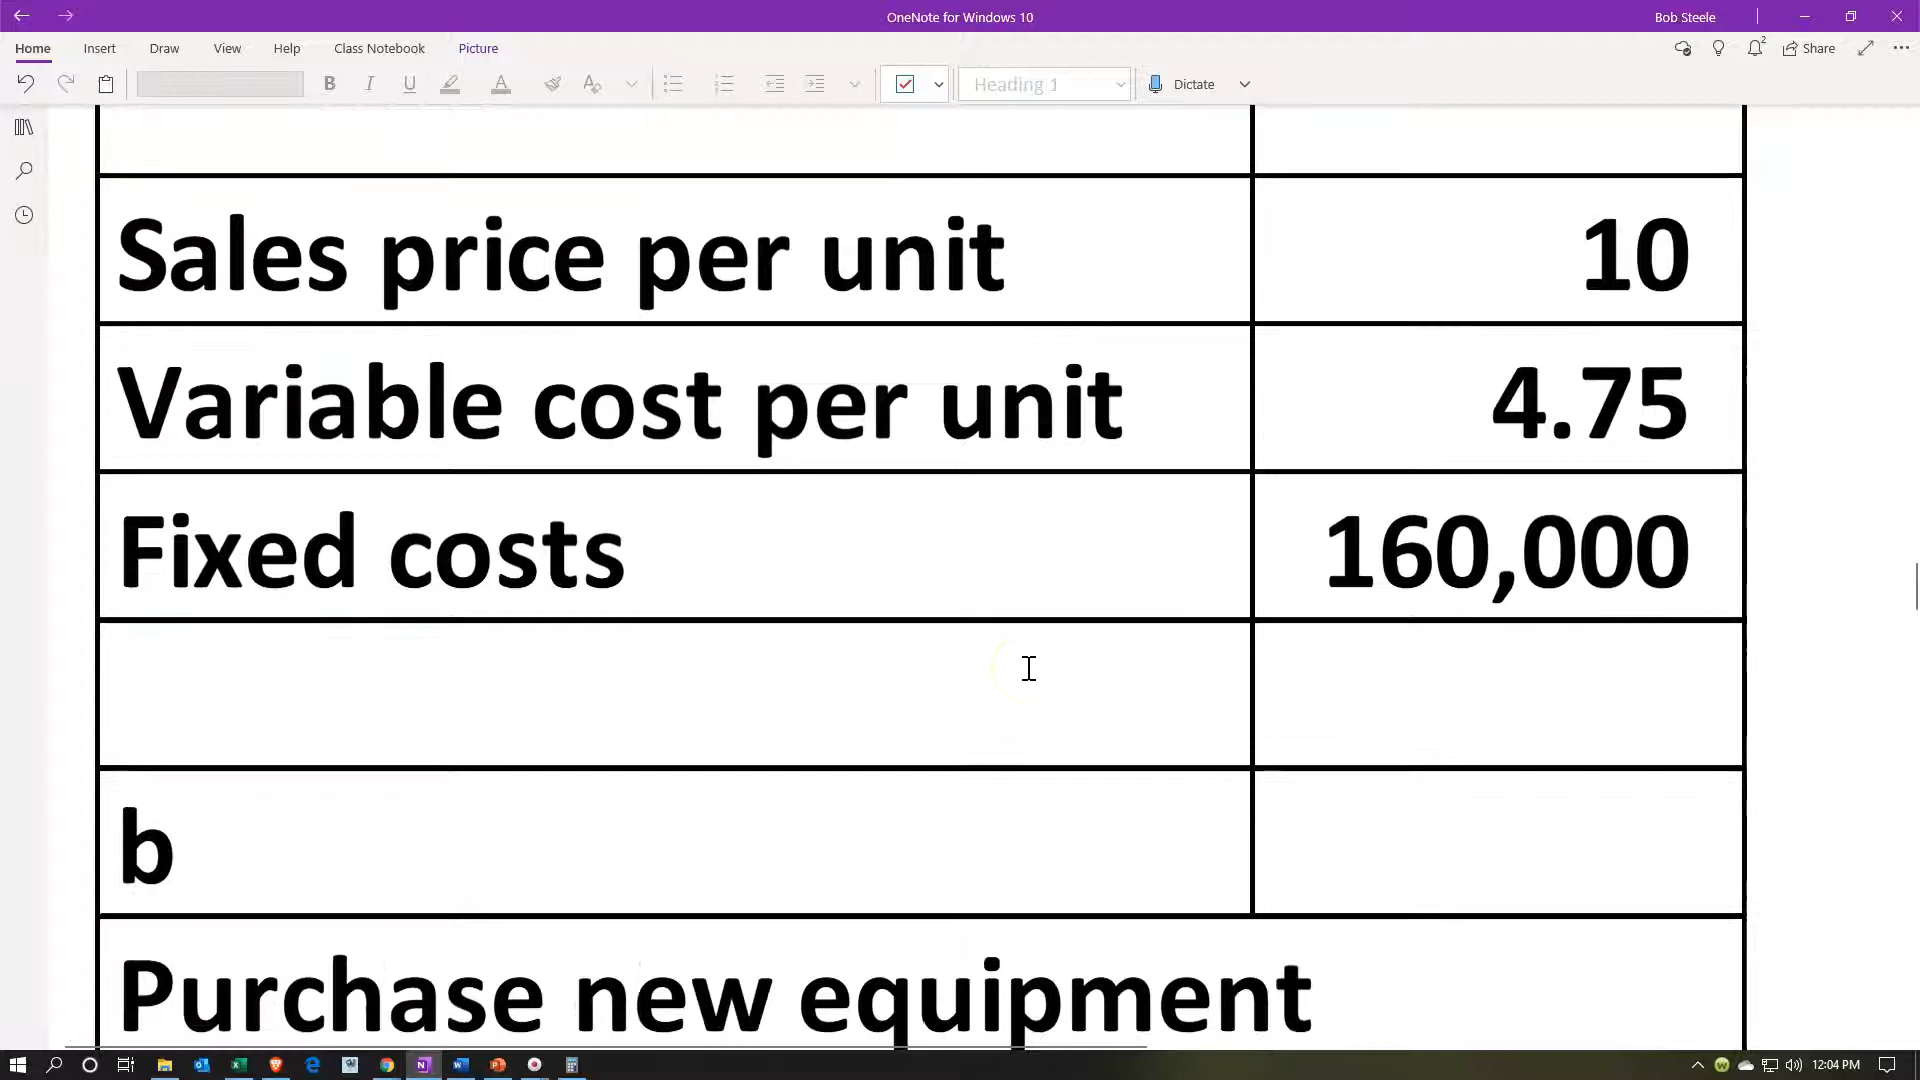 OneNote for Windows 10
Bob Steele
Home Insert Draw View Help Class Notebook Picture
2
Share
B I U A A Heading 1 Dictate
Sales price per unit 10
Variable cost per unit 4.75
Fixed costs 160,000
b
Purchase new equipment
12:04 PM